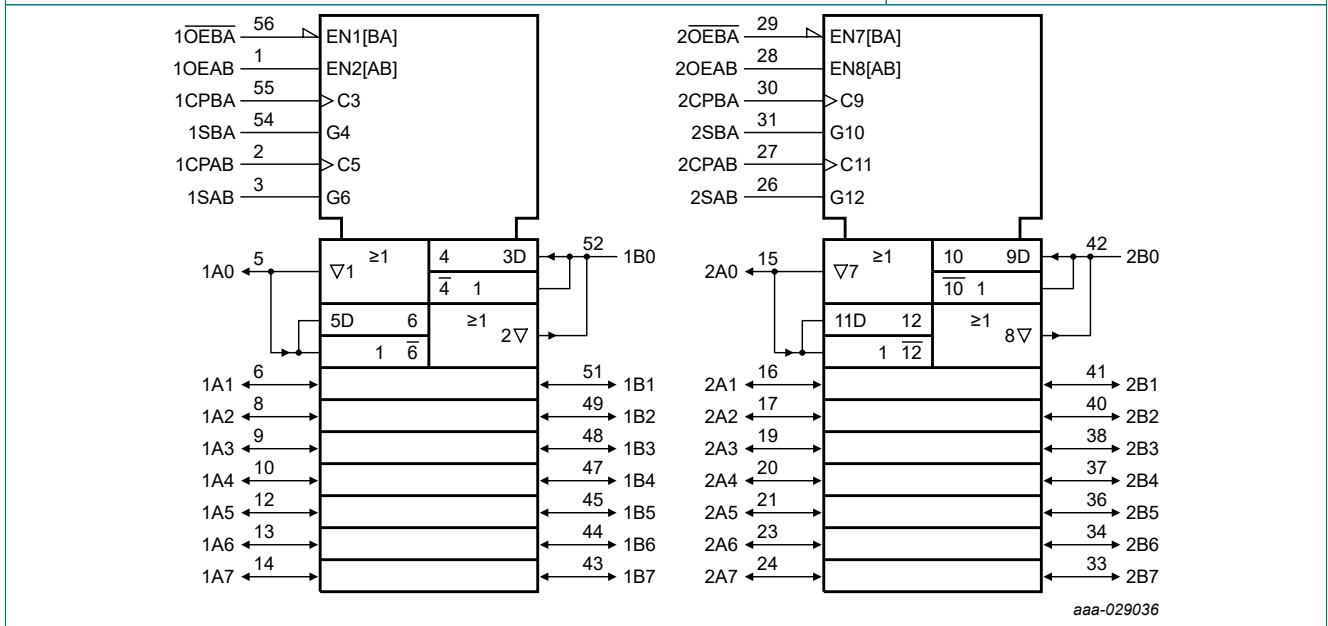 1OEBA 56 EN1[BA]
1OEAB 1 EN2[AB]
1CPBA 55 C3
1SBA 54 G4
1CPAB 2 C5
1SAB 3 G6
1A0 5 ▽1 ≥1 4 3D 52 1B0
4̅ 1
5D 6 ≥1 2▽
1 6̅
1A1 6 51 1B1
1A2 8 49 1B2
1A3 9 48 1B3
1A4 10 47 1B4
1A5 12 45 1B5
1A6 13 44 1B6
1A7 14 43 1B7
2OEBA 29 EN7[BA]
2OEAB 28 EN8[AB]
2CPBA 30 C9
2SBA 31 G10
2CPAB 27 C11
2SAB 26 G12
2A0 15 ▽7 ≥1 10 9D 42 2B0
1̅0̅ 1
11D 12 ≥1 8▽
1 1̅2̅
2A1 16 41 2B1
2A2 17 40 2B2
2A3 19 38 2B3
2A4 20 37 2B4
2A5 21 36 2B5
2A6 23 34 2B6
2A7 24 33 2B7
aaa-029036